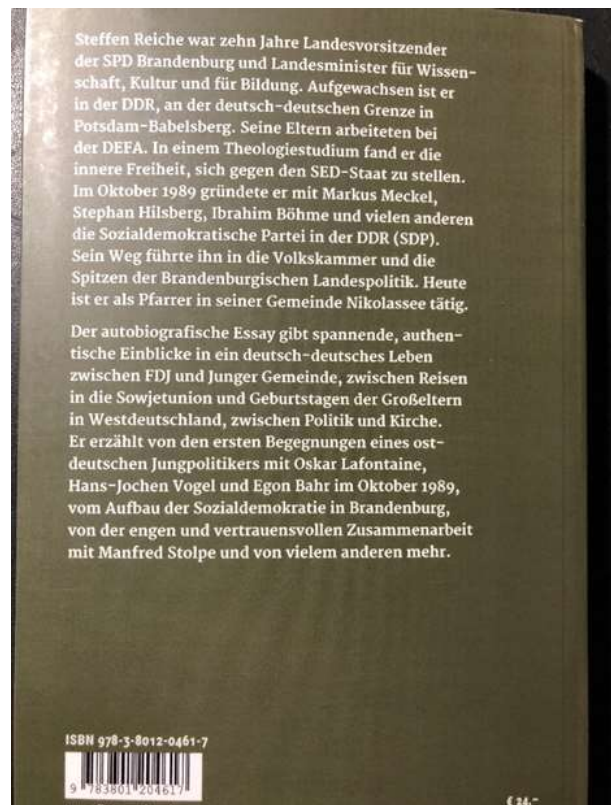 Steffen Reiche war zehn Jahre Landesvorsitzender
der SPD Brandenburg und Landesminister für Wissen-
schaft, Kultur und für Bildung. Aufgewachsen ist er
in der DDR, an der deutsch-deutschen Grenze in
Potsdam-Babelsberg. Seine Eltern arbeiteten bei
der DEFA. In einem Theologiestudium fand er die
innere Freiheit, sich gegen den SED-Staat zu stellen.
Im Oktober 1989 gründete er mit Markus Meckel,
Stephan Hilsberg, Ibrahim Böhme und vielen anderen
die Sozialdemokratische Partei in der DDR (SDP).
Sein Weg führte ihn in die Volkskammer und die
Spitzen der Brandenburgischen Landespolitik. Heute
ist er als Pfarrer in seiner Gemeinde Nikolassee tätig.
Der autobiografische Essay gibt spannende, authen-
tische Einblicke in ein deutsch-deutsches Leben
zwischen FDJ und Junger Gemeinde, zwischen Reisen
in die Sowjetunion und Geburtstagen der Großeltern
in Westdeutschland, zwischen Politik und Kirche.
Er erzählt von den ersten Begegnungen eines ost-
deutschen Jungpolitikers mit Oskar Lafontaine,
Hans-Jochen Vogel und Egon Bahr im Oktober 1989,
vom Aufbau der Sozialdemokratie in Brandenburg,
von der engen und vertrauensvollen Zusammenarbeit
mit Manfred Stolpe und von vielem anderen mehr.
ISBN 978-3-8012-0461-7
9 783801 204617
€ 24,–